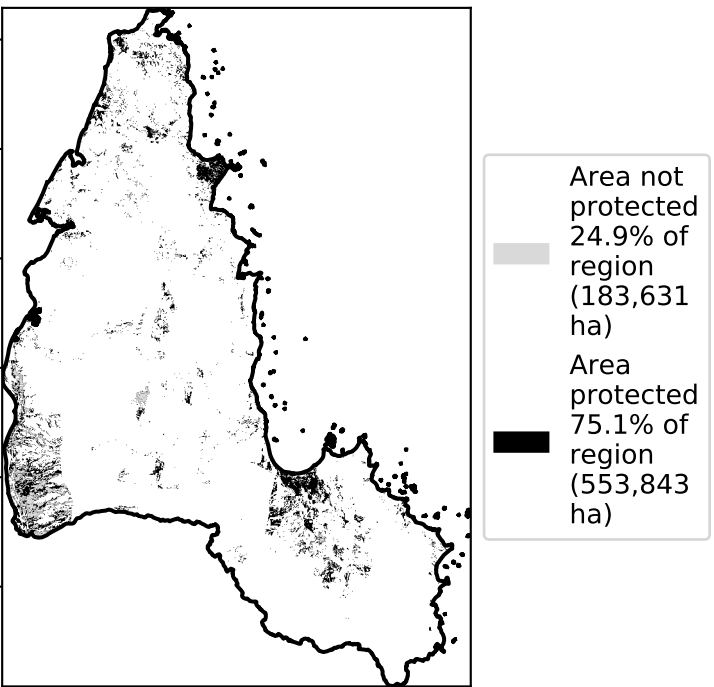 Area not
protected
24.9% of
region
(183,631
ha)
Area
protected
75.1% of
region
(553,843
ha)